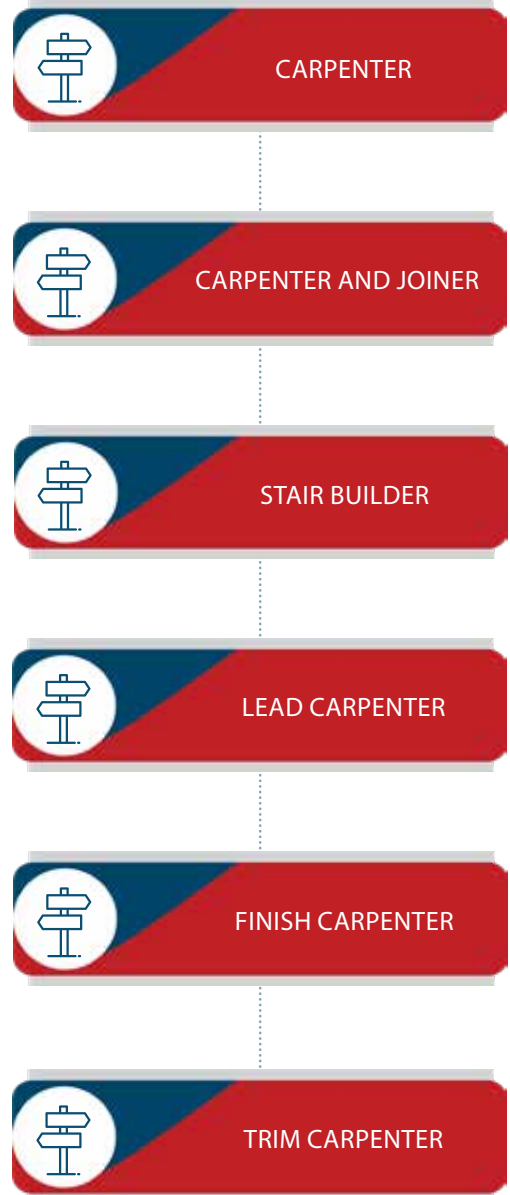 CARPENTER
CARPENTER AND JOINER
STAIR BUILDER
LEAD CARPENTER
FINISH CARPENTER
TRIM CARPENTER